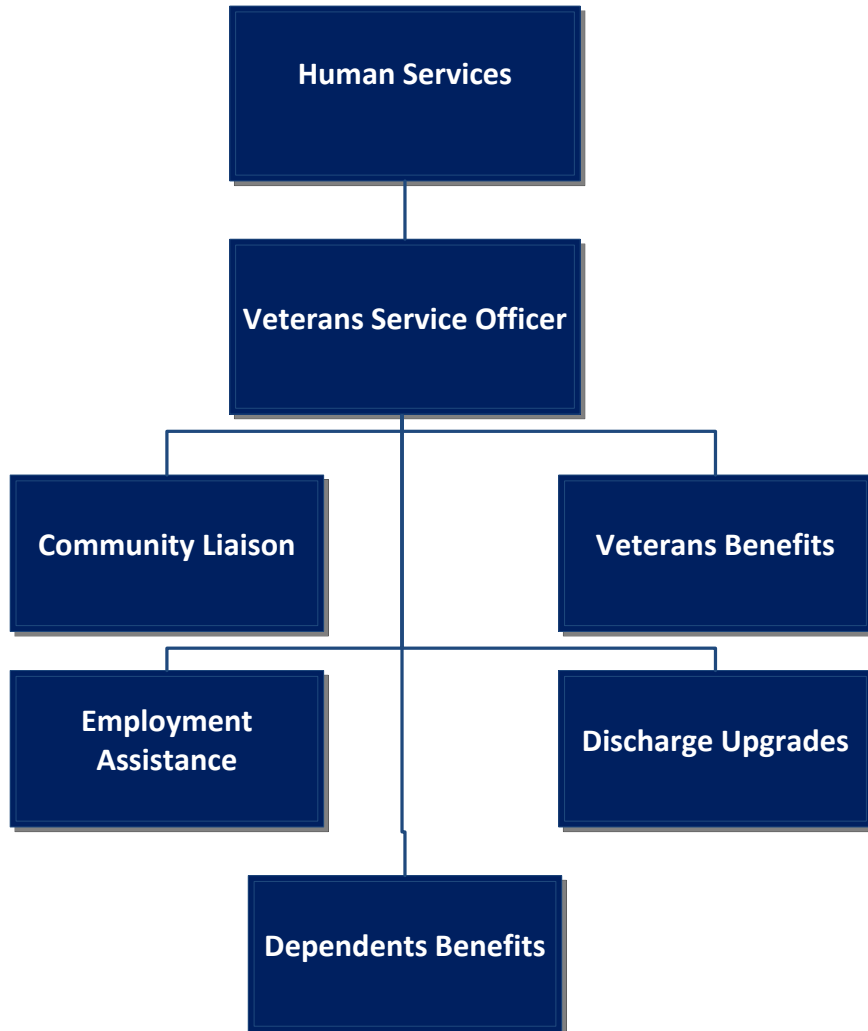 Human Services
Veterans Service Officer
Community Liaison
Veterans Benefits
Employment
Assistance
Discharge Upgrades
Dependents Benefits